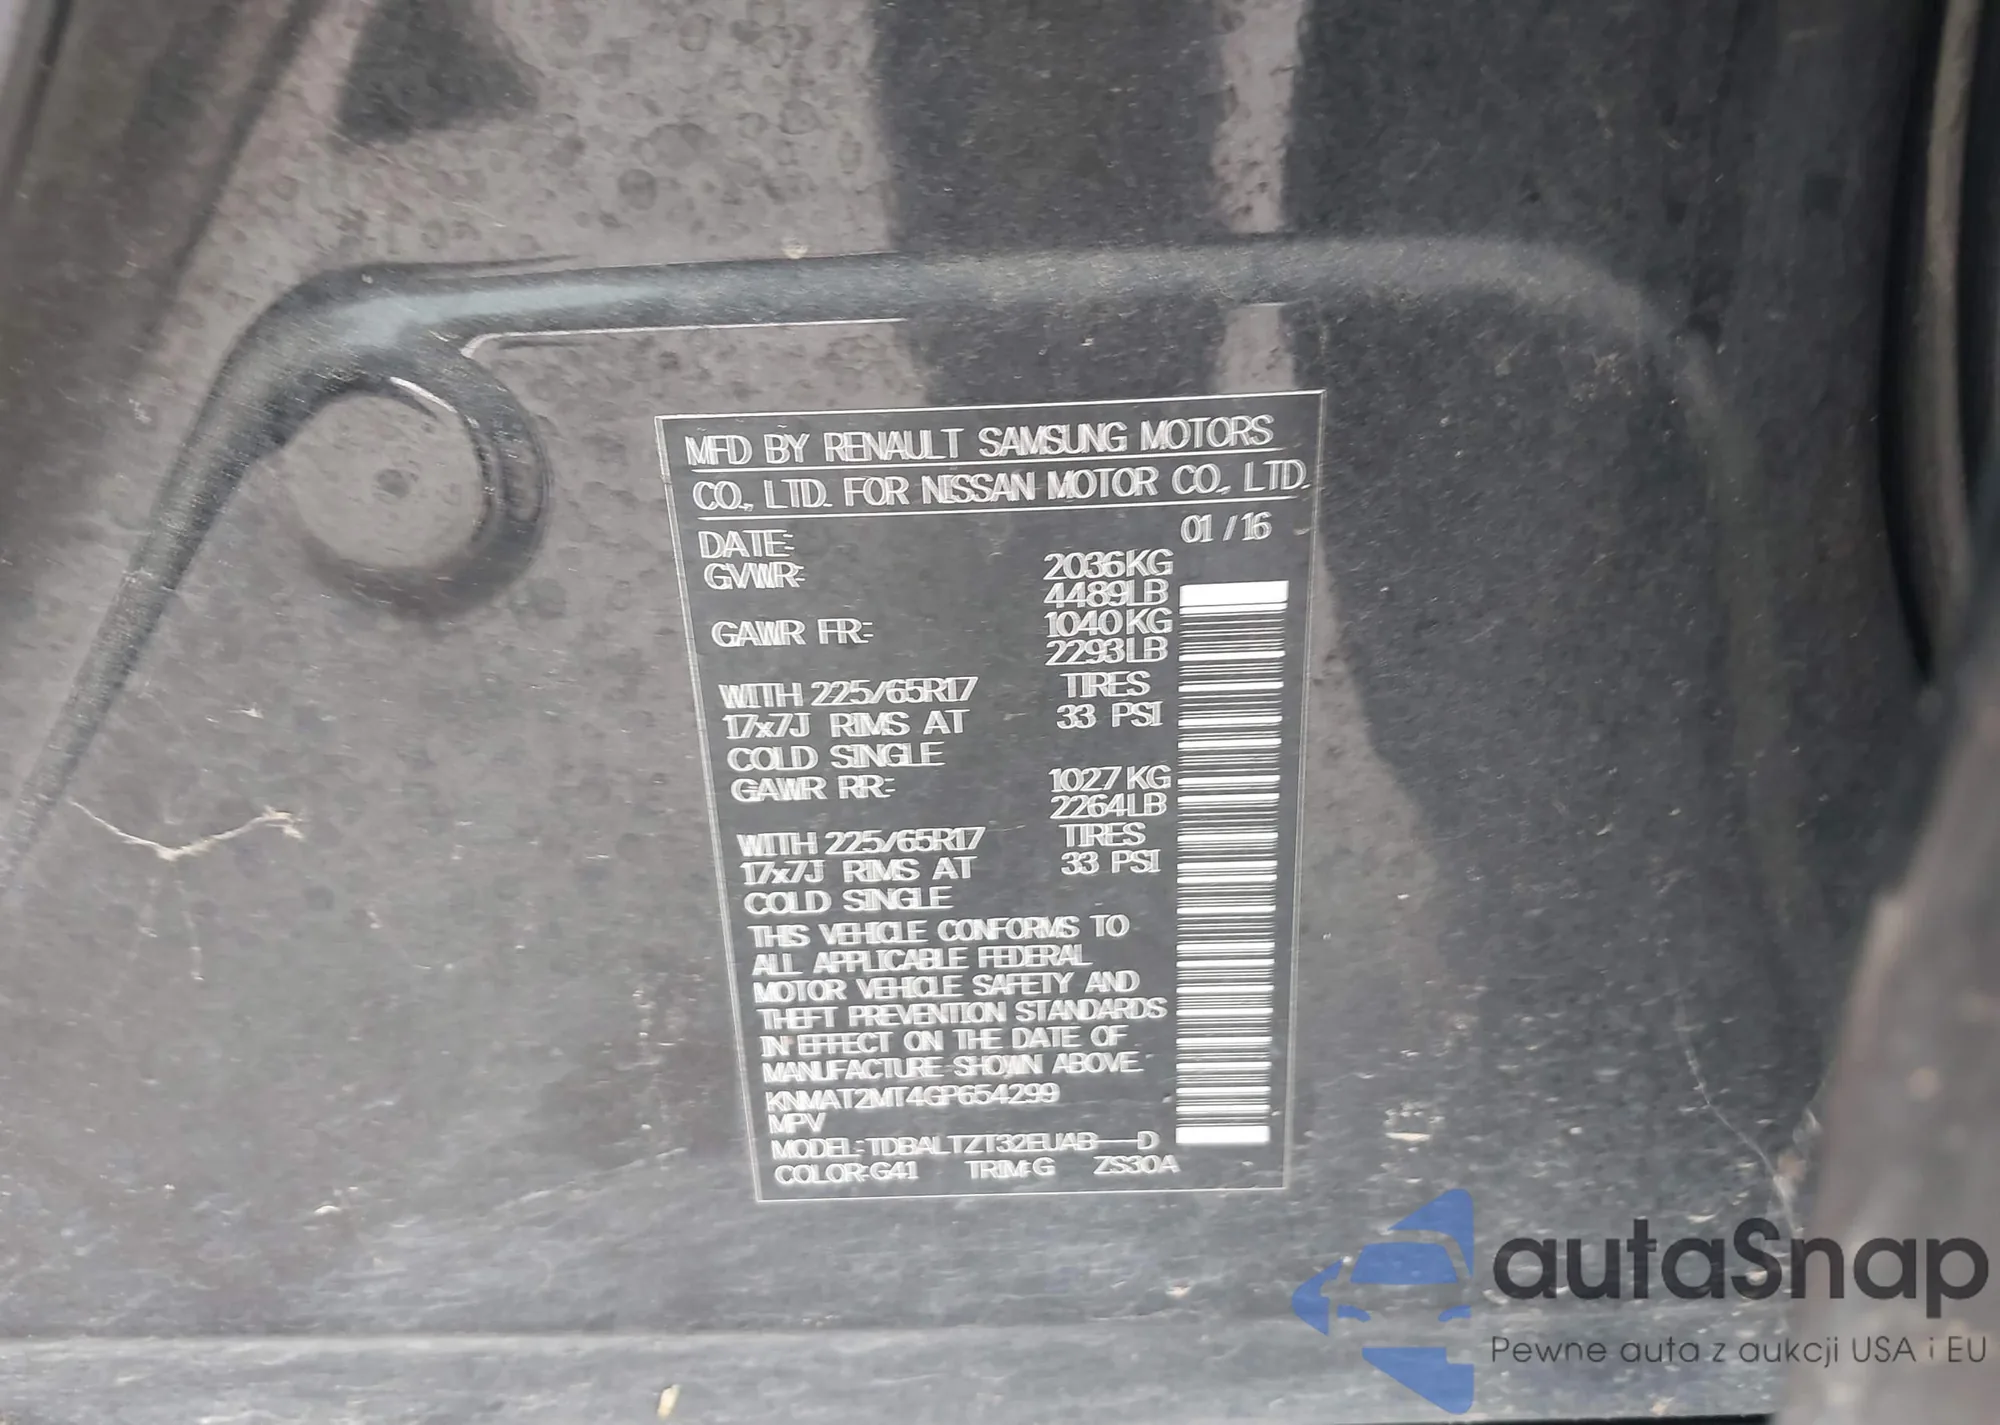 MFD BY RENAULT SAMSUNG MOTORS
CO., LTD. FOR NISSAN MOTOR CO., LTD.
DATE: 01 / 16
GVWR: 2036KG
4489LB
GAWR FR: 1040KG
2293LB
WITH 225/65R17 TIRES
17x7J RIMS AT 33 PSI
COLD SINGLE
GAWR RR: 1027KG
2264LB
WITH 225/65R17 TIRES
17x7J RIMS AT 33 PSI
COLD SINGLE
THIS VEHICLE CONFORMS TO
ALL APPLICABLE FEDERAL
MOTOR VEHICLE SAFETY AND
THEFT PREVENTION STANDARDS
IN EFFECT ON THE DATE OF
MANUFACTURE SHOWN ABOVE.
KNMAT2MT4GP654299
MPV
MODEL:TDBALTZT32EUAB---D
COLOR:G41 TRIM:G ZS30A
autaSnap
Pewne auta z aukcji USA i EU